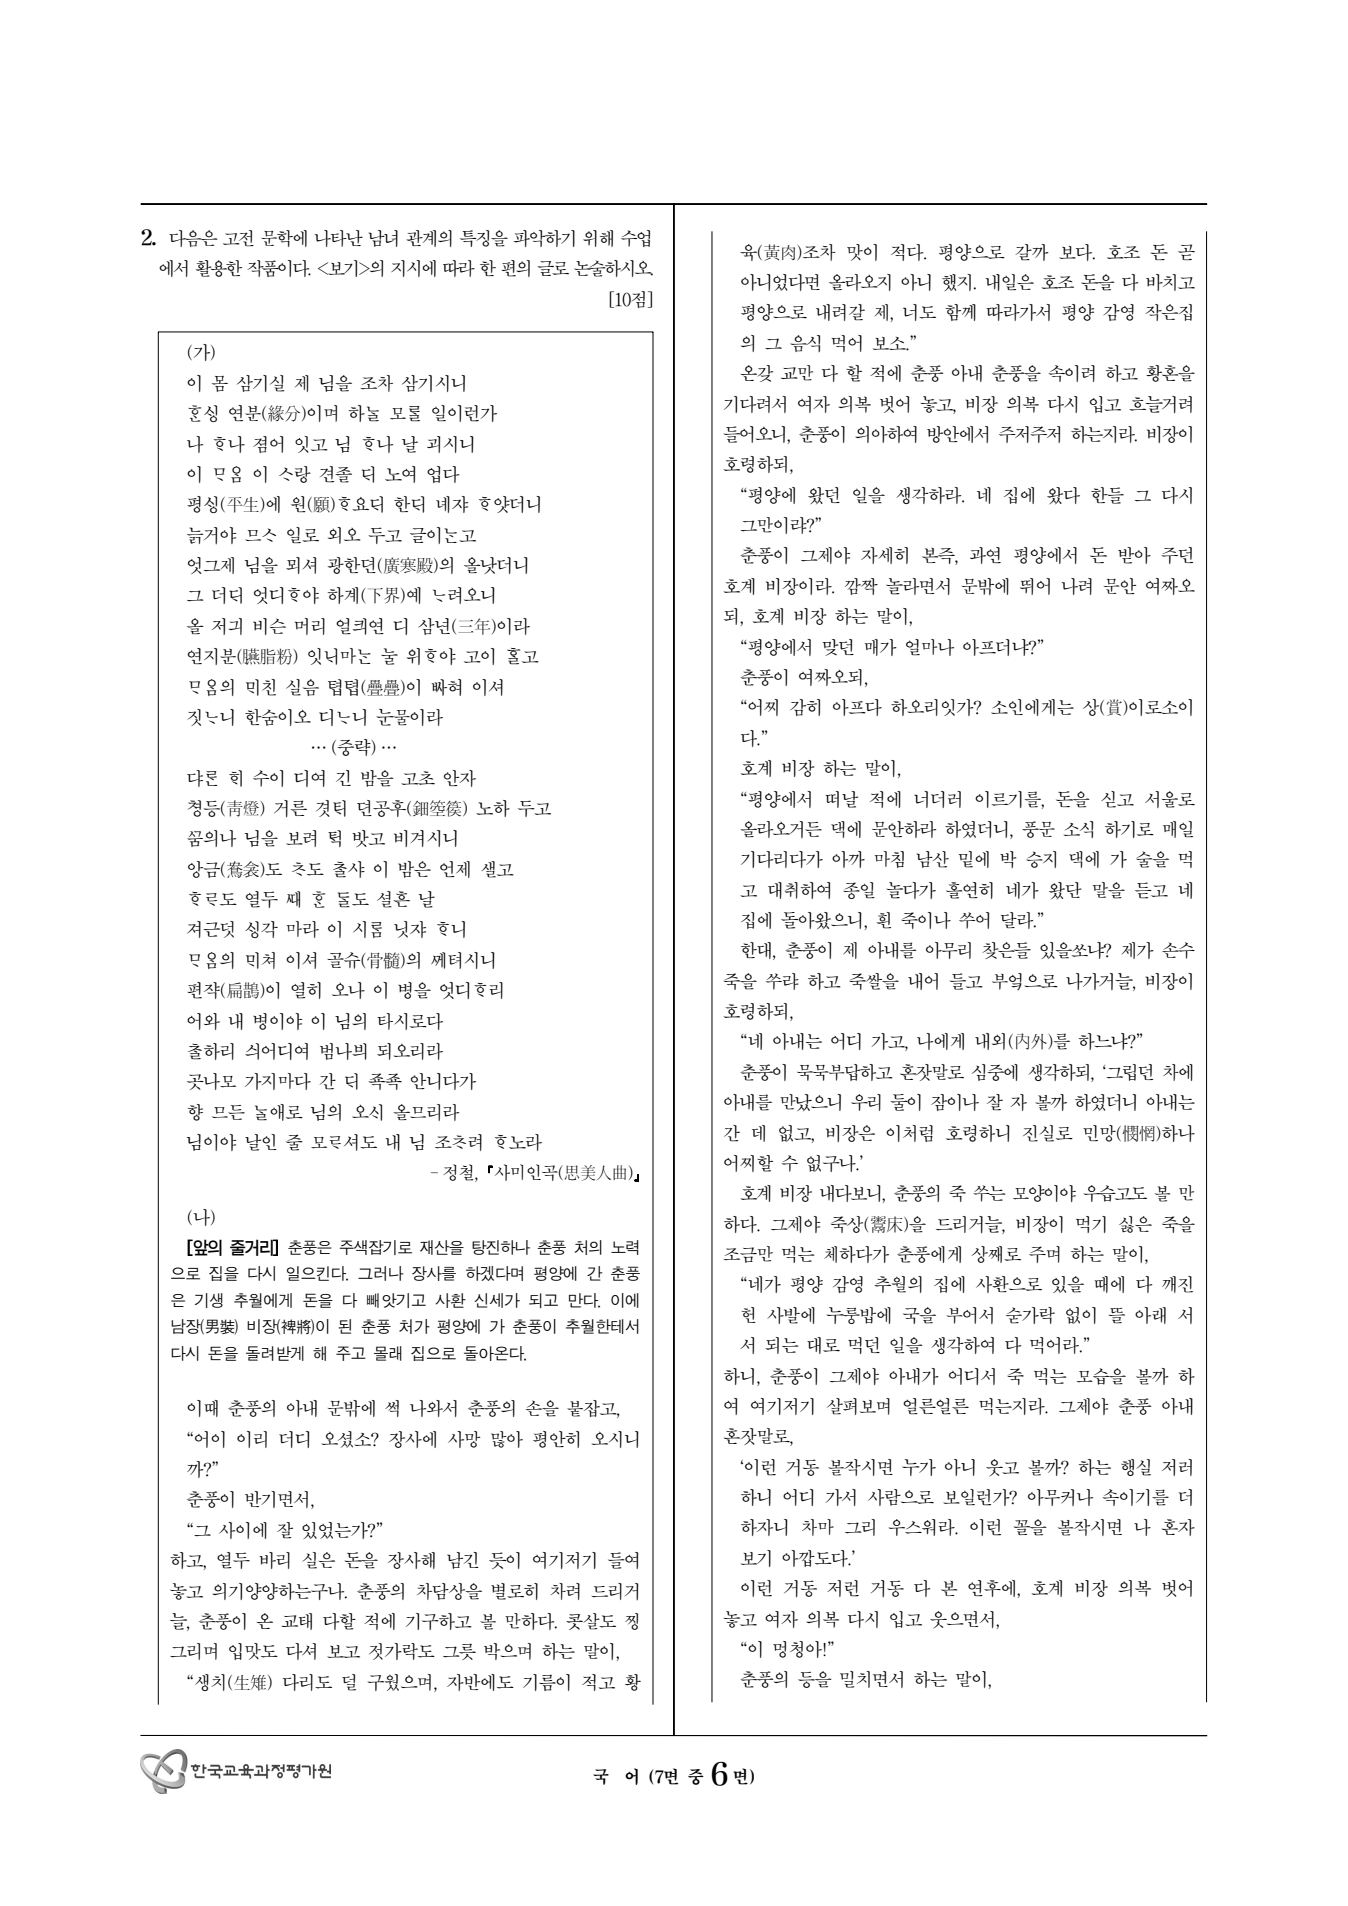 2. 다음은 고전 문학에 나타난 남녀 관계의 특징을 파악하기 위해 수업
에서 활용한 작품이다. <보기>의 지시에 따라 한 편의 글로 논술하시오.
[10점]
(가)
이 몸 삼기실 제 님을 조차 삼기시니
ᄒᆞᆫᄉᆡᆼ 연분(緣分)이며 하ᄂᆞᆯ 모ᄅᆞᆯ 일이런가
나 ᄒᆞ나 졈어 잇고 님 ᄒᆞ나 날 괴시니
이 ᄆᆞᄋᆞᆷ 이 ᄉᆞ랑 견졸 ᄃᆡ 노여 업다
평ᄉᆡᆼ(平生)에 원(願)ᄒᆞ요ᄃᆡ 한ᄃᆡ 녜쟈 ᄒᆞ얏더니
늙거야 므ᄉᆞ 일로 외오 두고 글이ᄂᆞᆫ고
엇그제 님을 뫼셔 광한뎐(廣寒殿)의 올낫더니
그 더ᄃᆡ 엇디ᄒᆞ야 하계(下界)예 ᄂᆞ려오니
올 저긔 비슨 머리 얼킈연 디 삼년(三年)이라
연지분(臙脂粉) 잇ᄂᆡ마ᄂᆞᆫ 눌 위ᄒᆞ야 고이 ᄒᆞᆯ고
ᄆᆞᄋᆞᆷ의 ᄆᆡ친 실음 텹텹(疊疊)이 ᄡᅡ혀 이셔
짓ᄂᆞ니 한숨이오 디ᄂᆞ니 눈믈이라
… (중략) …
댜ᄅᆞᆫ ᄒᆡ 수이 디여 긴 밤을 고초 안자
쳥등(靑燈) 거른 겻ᄐᆡ 뎐공후(鈿箜篌) 노하 두고
ᄭᅮᆷ의나 님을 보려 ᄐᆞᆨ 밧고 비겨시니
앙금(鴦衾)도 ᄎᆞ도 ᄎᆞᆯ샤 이 밤은 언제 샐고
ᄒᆞᄅᆞ도 열두 ᄣᅢ ᄒᆞᆫ ᄃᆞᆯ도 셜흔 날
져근덧 ᄉᆡᆼ각 마라 이 시ᄅᆞᆷ 닛쟈 ᄒᆞ니
ᄆᆞᄋᆞᆷ의 ᄆᆡ쳐 이셔 골슈(骨髓)의 ᄢᅦ텨시니
편쟉(扁鵲)이 열히 오나 이 병을 엇디ᄒᆞ리
어와 내 병이야 이 님의 타시로다
ᄎᆞᆯ하리 싀어디여 범나븨 되오리라
곳나모 가지마다 간 ᄃᆡ 죡죡 안니다가
향 므든 ᄂᆞᆯ애로 님의 오ᄉᆡ 올므리라
님이야 날인 줄 모ᄅᆞ셔도 내 님 조ᄎᆞ려 ᄒᆞ노라
- 정철, 『사미인곡(思美人曲)』
(나)
[앞의 줄거리] 춘풍은 주색잡기로 재산을 탕진하나 춘풍 처의 노력
으로 집을 다시 일으킨다. 그러나 장사를 하겠다며 평양에 간 춘풍
은 기생 추월에게 돈을 다 빼앗기고 사환 신세가 되고 만다. 이에
남장(男裝) 비장(裨將)이 된 춘풍 처가 평양에 가 춘풍이 추월한테서
다시 돈을 돌려받게 해 주고 몰래 집으로 돌아온다.
이때 춘풍의 아내 문밖에 썩 나와서 춘풍의 손을 붙잡고,
“어이 이리 더디 오셨소? 장사에 사망 많아 평안히 오시니
까?”
춘풍이 반기면서,
“그 사이에 잘 있었는가?”
하고, 열두 바리 실은 돈을 장사해 남긴 듯이 여기저기 들여
놓고 의기양양하는구나. 춘풍의 차담상을 별로히 차려 드리거
늘, 춘풍이 온 교태 다할 적에 기구하고 볼 만하다. 콧살도 찡
그리며 입맛도 다셔 보고 젓가락도 그릇 박으며 하는 말이,
“생치(生雉) 다리도 덜 구웠으며, 자반에도 기름이 적고 황
육(黃肉)조차 맛이 적다. 평양으로 갈까 보다. 호조 돈 곧
아니었다면 올라오지 아니 했지. 내일은 호조 돈을 다 바치고
평양으로 내려갈 제, 너도 함께 따라가서 평양 감영 작은집
의 그 음식 먹어 보소.”
온갖 교만 다 할 적에 춘풍 아내 춘풍을 속이려 하고 황혼을
기다려서 여자 의복 벗어 놓고, 비장 의복 다시 입고 흐늘거려
들어오니, 춘풍이 의아하여 방안에서 주저주저 하는지라. 비장이
호령하되,
“평양에 왔던 일을 생각하라. 네 집에 왔다 한들 그 다시
그만이랴?”
춘풍이 그제야 자세히 본즉, 과연 평양에서 돈 받아 주던
호계 비장이라. 깜짝 놀라면서 문밖에 뛰어 나려 문안 여짜오
되, 호계 비장 하는 말이,
“평양에서 맞던 매가 얼마나 아프더냐?”
춘풍이 여짜오되,
“어찌 감히 아프다 하오리잇가? 소인에게는 상(賞)이로소이
다.”
호계 비장 하는 말이,
“평양에서 떠날 적에 너더러 이르기를, 돈을 싣고 서울로
올라오거든 댁에 문안하라 하였더니, 풍문 소식 하기로 매일
기다리다가 아까 마침 남산 밑에 박 승지 댁에 가 술을 먹
고 대취하여 종일 놀다가 홀연히 네가 왔단 말을 듣고 네
집에 돌아왔으니, 흰 죽이나 쑤어 달라.”
한대, 춘풍이 제 아내를 아무리 찾은들 있을쏘냐? 제가 손수
죽을 쑤랴 하고 죽쌀을 내어 들고 부엌으로 나가거늘, 비장이
호령하되,
“네 아내는 어디 가고, 나에게 내외(內外)를 하느냐?”
춘풍이 묵묵부답하고 혼잣말로 심중에 생각하되, ‘그립던 차에
아내를 만났으니 우리 둘이 잠이나 잘 자 볼까 하였더니 아내는
간 데 없고, 비장은 이처럼 호령하니 진실로 민망(憫惘)하나
어찌할 수 없구나.’
호계 비장 내다보니, 춘풍의 죽 쑤는 모양이야 우습고도 볼 만
하다. 그제야 죽상(粥床)을 드리거늘, 비장이 먹기 싫은 죽을
조금만 먹는 체하다가 춘풍에게 상째로 주며 하는 말이,
“네가 평양 감영 추월의 집에 사환으로 있을 때에 다 깨진
헌 사발에 누룽밥에 국을 부어서 숟가락 없이 뜰 아래 서
서 되는 대로 먹던 일을 생각하여 다 먹어라.”
하니, 춘풍이 그제야 아내가 어디서 죽 먹는 모습을 볼까 하
여 여기저기 살펴보며 얼른얼른 먹는지라. 그제야 춘풍 아내
혼잣말로,
‘이런 거동 볼작시면 누가 아니 웃고 볼까? 하는 행실 저러
하니 어디 가서 사람으로 보일런가? 아무커나 속이기를 더
하자니 차마 그리 우스워라. 이런 꼴을 볼작시면 나 혼자
보기 아깝도다.’
이런 거동 저런 거동 다 본 연후에, 호계 비장 의복 벗어
놓고 여자 의복 다시 입고 웃으면서,
“이 멍청아!”
춘풍의 등을 밀치면서 하는 말이,
한국교육과정평가원
국 어 (7면 중 6 면)